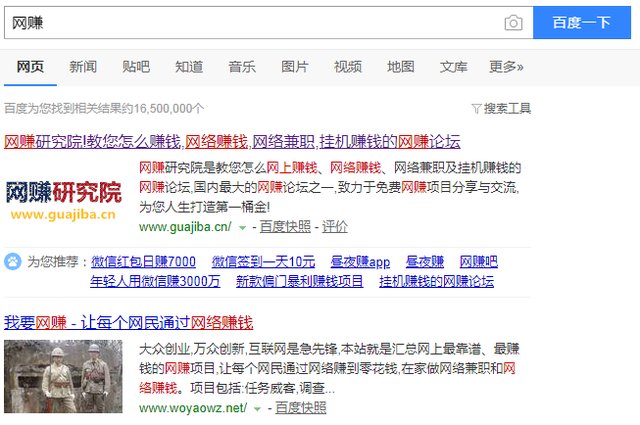 网赚
百度一下
网页 新闻 贴吧 知道 音乐 图片 视频 地图 文库 更多»
百度为您找到相关结果约16,500,000个 搜索工具
网赚研究院!教您怎么赚钱,网络赚钱,网络兼职,挂机赚钱的网赚论坛
网赚研究院
www.guajiba.cn
网赚研究院是教您怎么网上赚钱、网络赚钱、网络兼职及挂机赚钱的
网赚论坛,国内最大的网赚论坛之一,致力于免费网赚项目分享与交流,
为您人生打造第一桶金!
www.guajiba.cn/ - 百度快照 - 评价
为您推荐: 微信红包日赚7000 微信签到一天10元 昼夜赚app 昼夜赚 网赚吧
年轻人用微信赚3000万 新款偏门暴利赚钱项目 挂机赚钱的网赚论坛
我要网赚 - 让每个网民通过网络赚钱
大众创业,万众创新,互联网是急先锋,本站就是汇总网上最靠谱、最赚
钱的网赚项目,让每个网民通过网络赚到零花钱,在家做网络兼职和网
络赚钱。项目包括:任务威客,调查...
www.woyaowz.net/ - 百度快照